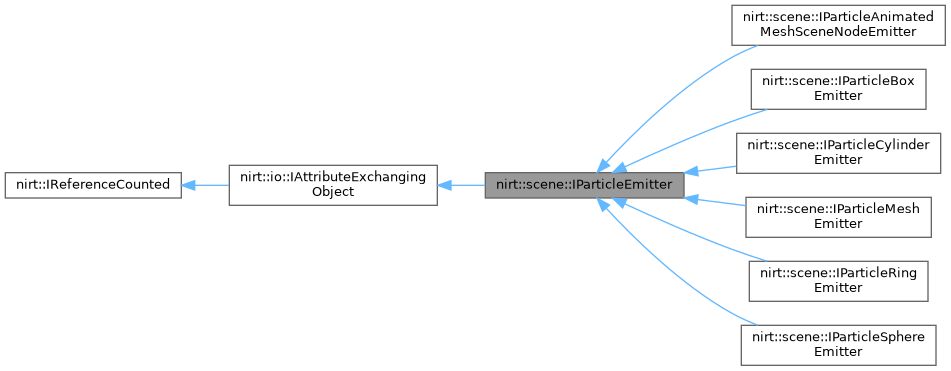 nirt::IReferenceCounted
nirt::io::IAttributeExchanging
Object
nirt::scene::IParticleEmitter
nirt::scene::IParticleAnimated
MeshSceneNodeEmitter
nirt::scene::IParticleBox
Emitter
nirt::scene::IParticleCylinder
Emitter
nirt::scene::IParticleMesh
Emitter
nirt::scene::IParticleRing
Emitter
nirt::scene::IParticleSphere
Emitter